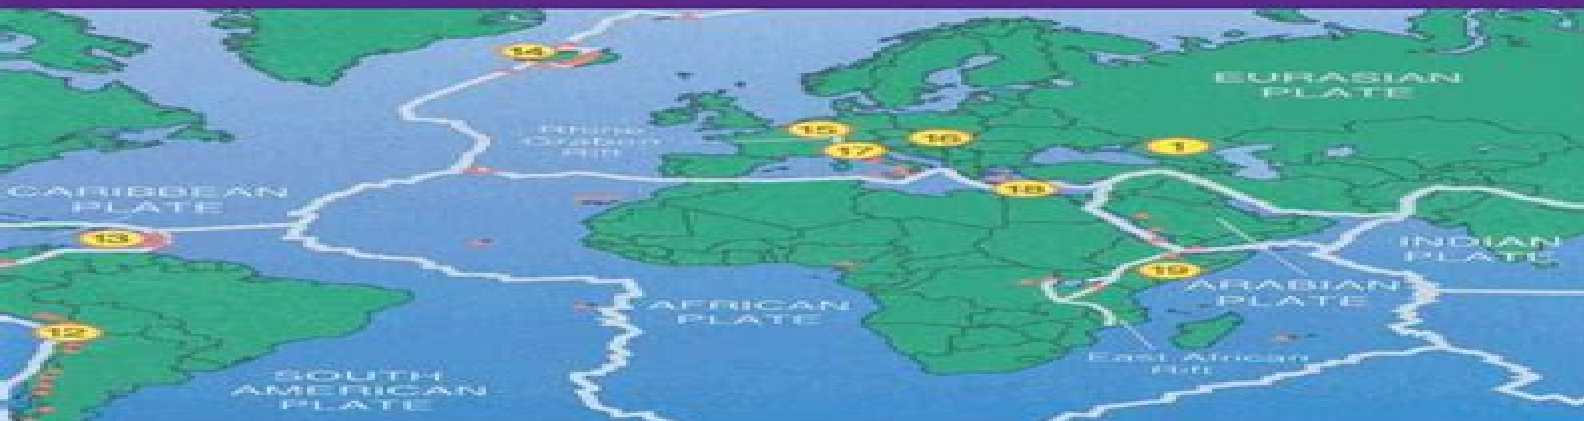 14
EURASIAN
PLATE
15
16
17
1
Rhine
Graben
Rift
18
CARIBBEAN
PLATE
13
INDIAN
PLATE
19
ARABIAN
PLATE
AFRICAN
PLATE
12
East African
Rift
SOUTH
AMERICAN
PLATE